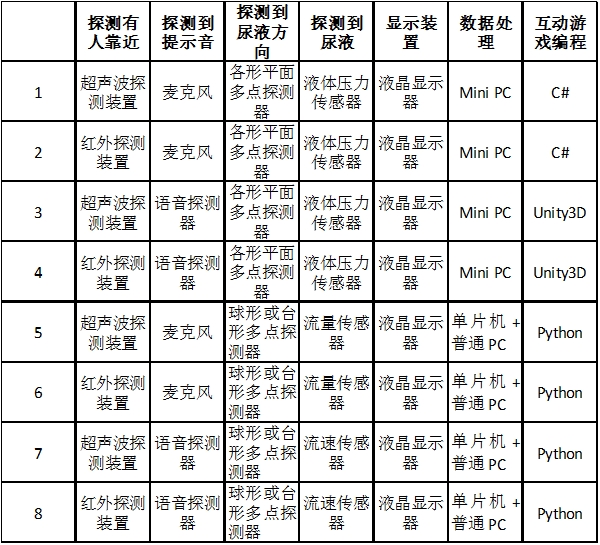 探测有人靠近 探测到提示音 探测到尿液方向 探测到尿液 显示装置 数据处理 互动游戏编程
1 超声波探测装置 麦克风 各形平面多点探测器 液体压力传感器 液晶显示器 Mini PC C#
2 红外探测装置 麦克风 各形平面多点探测器 液体压力传感器 液晶显示器 Mini PC C#
3 超声波探测装置 语音探测器 各形平面多点探测器 液体压力传感器 液晶显示器 Mini PC Unity3D
4 红外探测装置 语音探测器 各形平面多点探测器 液体压力传感器 液晶显示器 Mini PC Unity3D
5 超声波探测装置 麦克风 球形或台形多点探测器 流量传感器 液晶显示器 单片机 + 普通 PC Python
6 红外探测装置 麦克风 球形或台形多点探测器 流量传感器 液晶显示器 单片机 + 普通 PC Python
7 超声波探测装置 语音探测器 球形或台形多点探测器 流速传感器 液晶显示器 单片机 + 普通 PC Python
8 红外探测装置 语音探测器 球形或台形多点探测器 流速传感器 液晶显示器 单片机 + 普通 PC Python